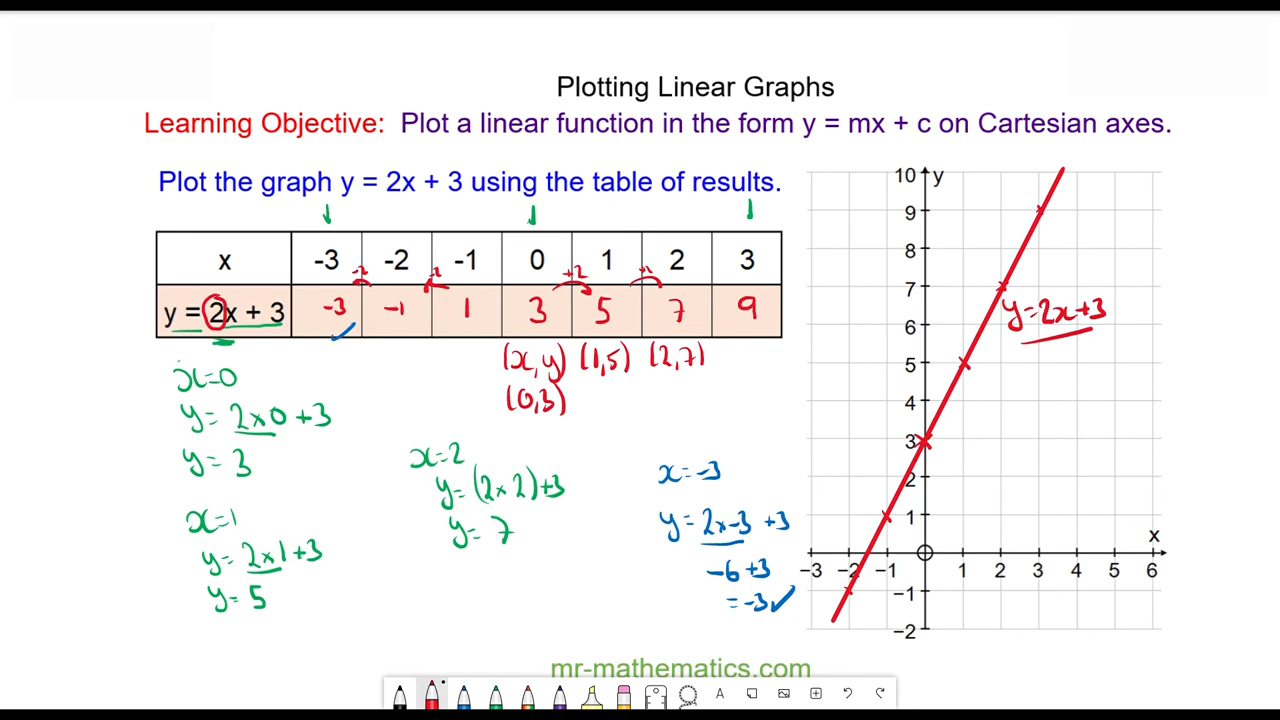 Plotting Linear Graphs
Learning Objective: Plot a linear function in the form y = mx + c on Cartesian axes.
Plot the graph y = 2x + 3 using the table of results.
x -3 -2 -1 0 1 2 3
-2 -2 +2 +2
y = 2x + 3 -3 -1 1 3 5 7 9
(x,y) (1,5) (2,7)
(0,3)
x=0
y= 2x0 +3
y= 3
x=1
y= 2x1+3
y= 5
x=2
y= (2x2)+3
y= 7
x=-3
y= 2x-3 +3
-6 +3
= -3✓
10 y
9
8
7
y=2x+3
6
5
4
3
2
1
x
-3 -2 -1 0 1 2 3 4 5 6
-1
-2
mr-mathematics.com
A